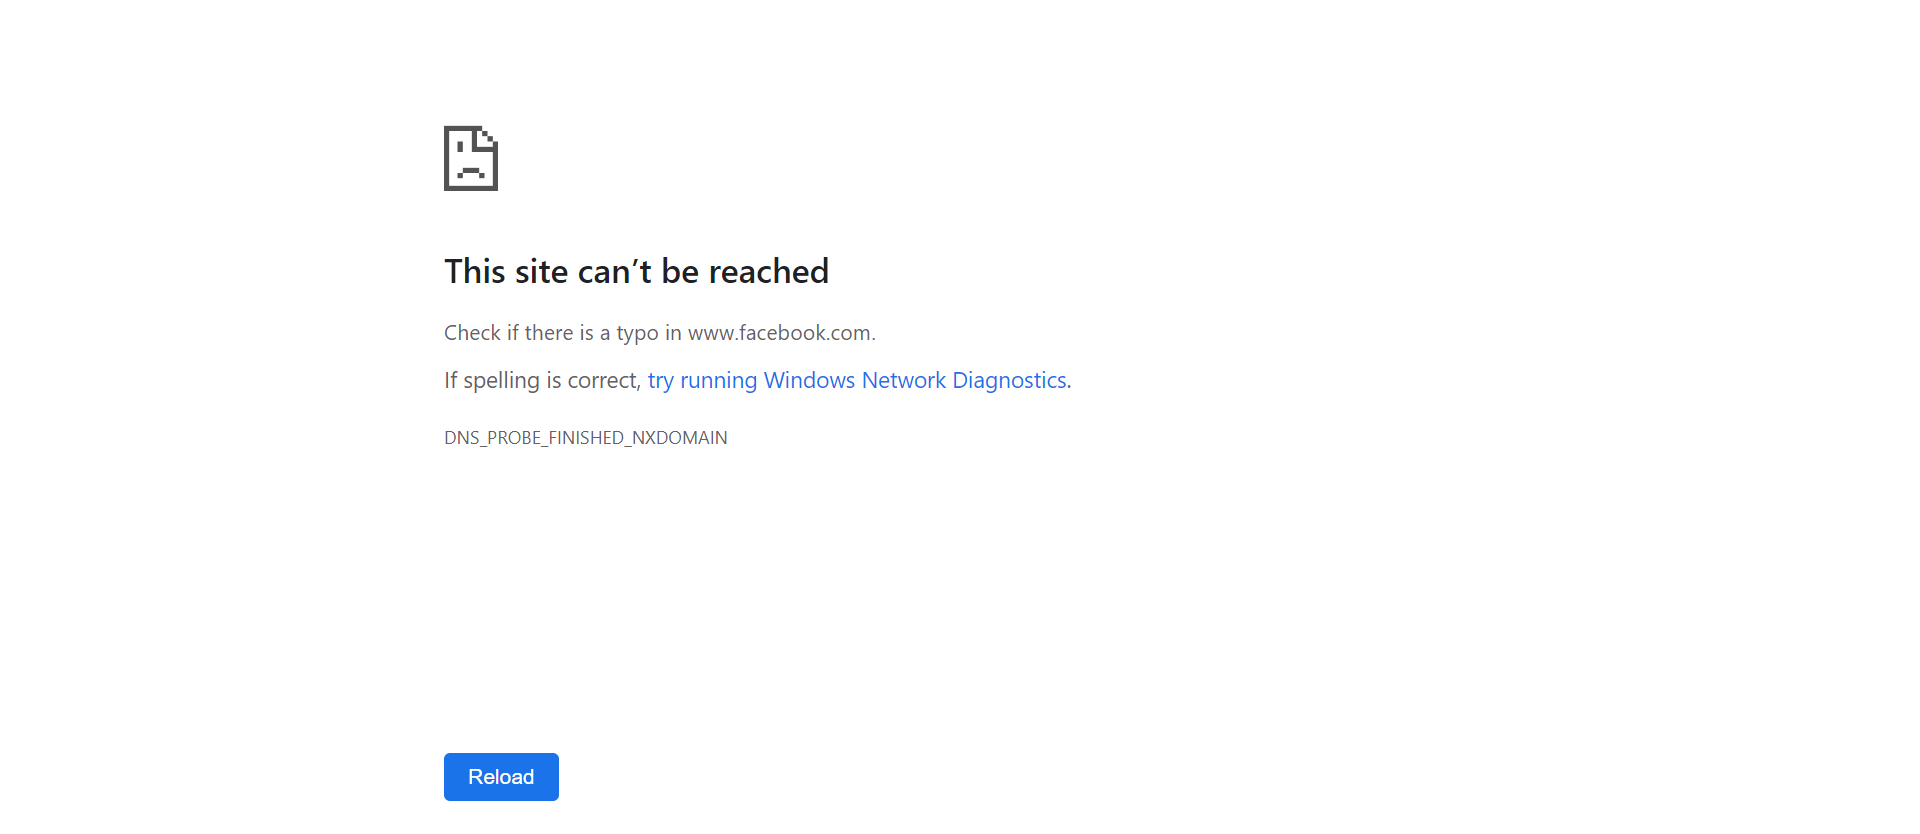 This site can’t be reached
Check if there is a typo in www.facebook.com.
If spelling is correct, try running Windows Network Diagnostics.
DNS_PROBE_FINISHED_NXDOMAIN
Reload